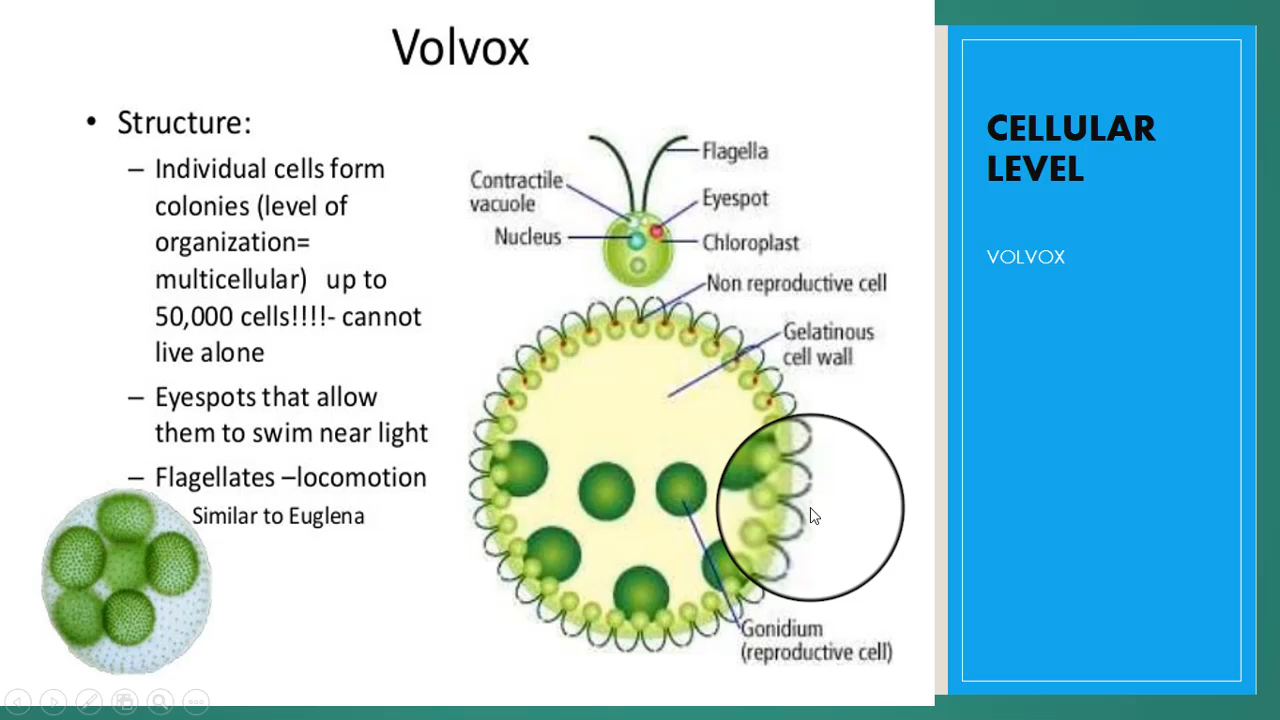 Volvox
• Structure:
– Individual cells form
colonies (level of
organization=
multicellular) up to
50,000 cells!!!!- cannot
live alone
– Eyespots that allow
them to swim near light
– Flagellates –locomotion
Similar to Euglena
Flagella
Contractile
vacuole
Eyespot
Nucleus
Chloroplast
Non reproductive cell
Gelatinous
cell wall
Gonidium
(reproductive cell)
CELLULAR
LEVEL
VOLVOX